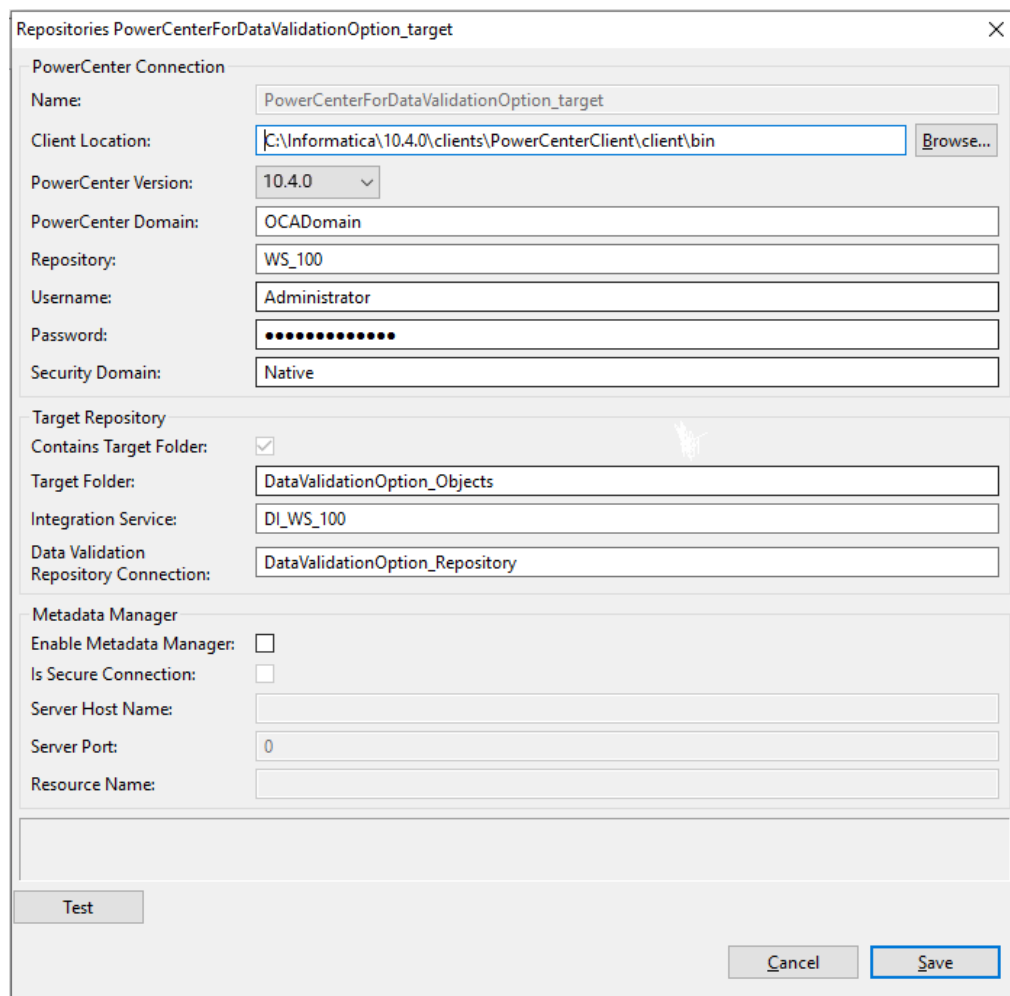 Repositories PowerCenterForDataValidationOption_target
PowerCenter Connection
Name: PowerCenterForDataValidationOption_target
Client Location: C:\Informatica\10.4.0\clients\PowerCenterClient\client\bin Browse...
PowerCenter Version: 10.4.0
PowerCenter Domain: OCADomain
Repository: WS_100
Username: Administrator
Password: ●●●●●●●●●●●●●
Security Domain: Native
Target Repository
Contains Target Folder:
Target Folder: DataValidationOption_Objects
Integration Service: DI_WS_100
Data Validation
Repository Connection: DataValidationOption_Repository
Metadata Manager
Enable Metadata Manager:
Is Secure Connection:
Server Host Name:
Server Port: 0
Resource Name:
Test
Cancel Save